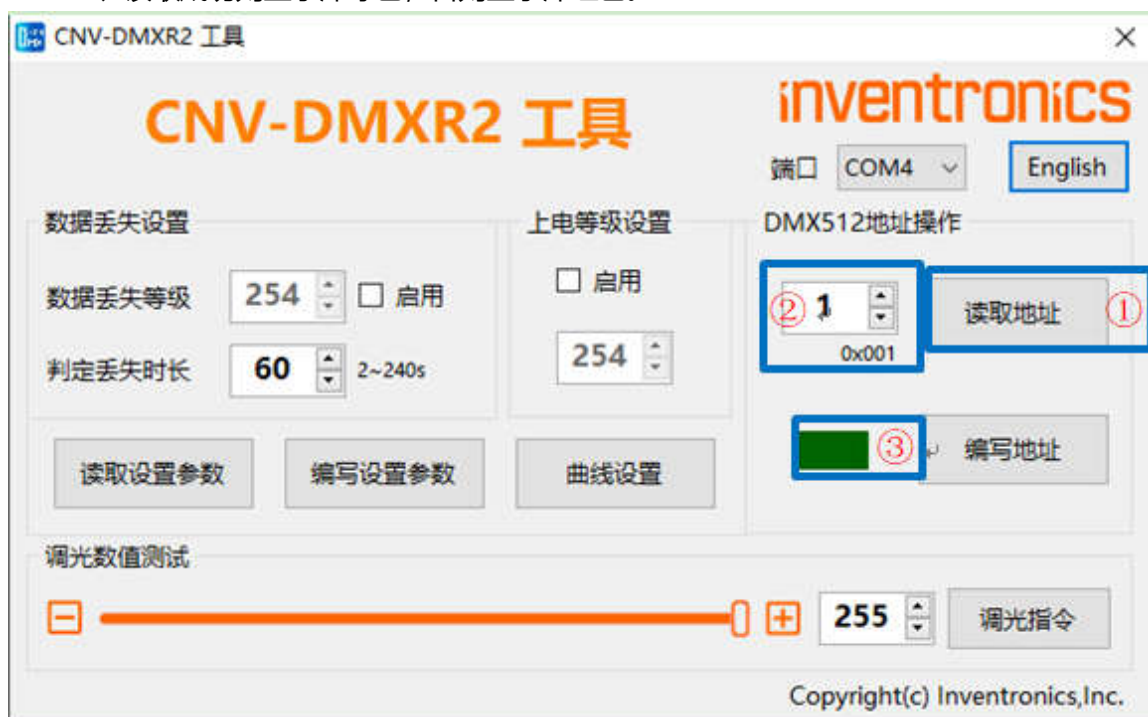 CNV-DMXR2 工具
CNV-DMXR2 工具
inventronics
端口 COM4 English
数据丢失设置
数据丢失等级 254 启用
判定丢失时长 60 2~240s
上电等级设置
启用
254
DMX512地址操作
② 1 读取地址 ①
0x001
③ 编写地址
读取设置参数 编写设置参数 曲线设置
调光数值测试
255 调光指令
Copyright(c) Inventronics,Inc.